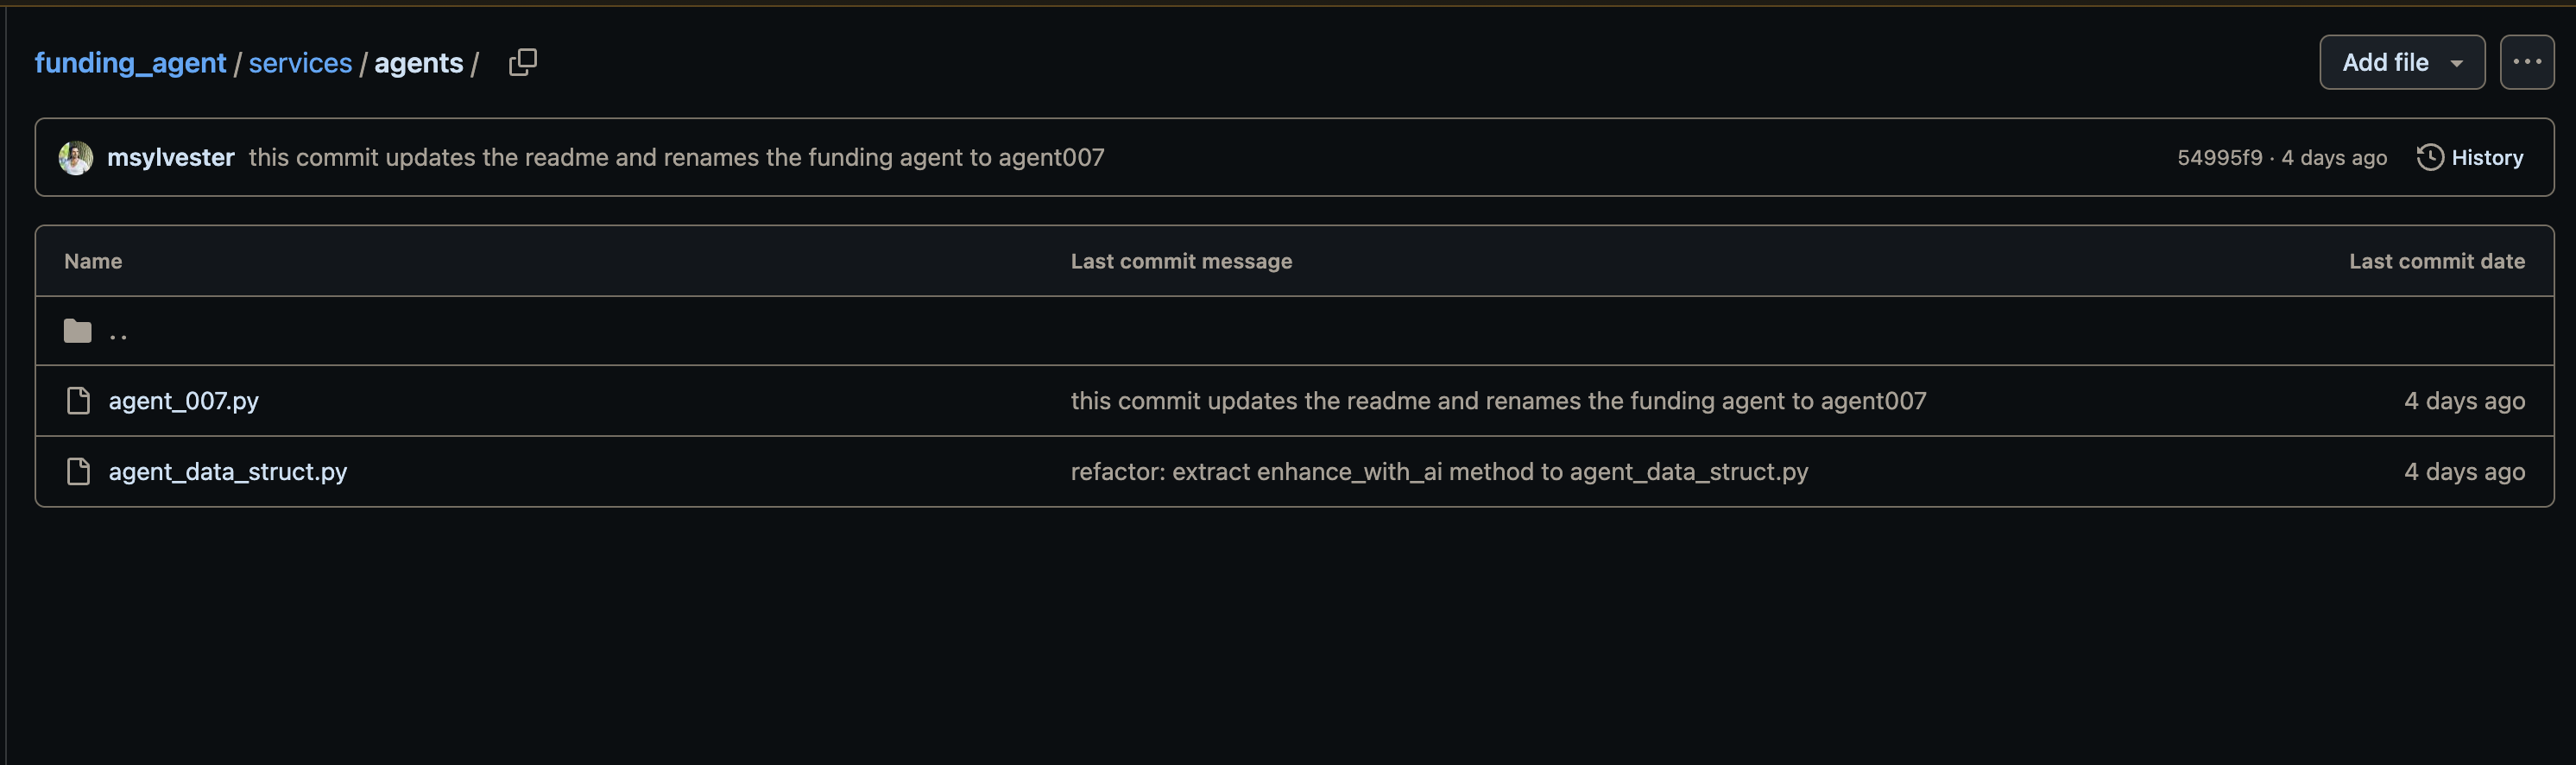 funding_agent / services / agents /
Add file
msylvester this commit updates the readme and renames the funding agent to agent007
54995f9 · 4 days ago History
Name Last commit message Last commit date
..
agent_007.py this commit updates the readme and renames the funding agent to agent007 4 days ago
agent_data_struct.py refactor: extract enhance_with_ai method to agent_data_struct.py 4 days ago